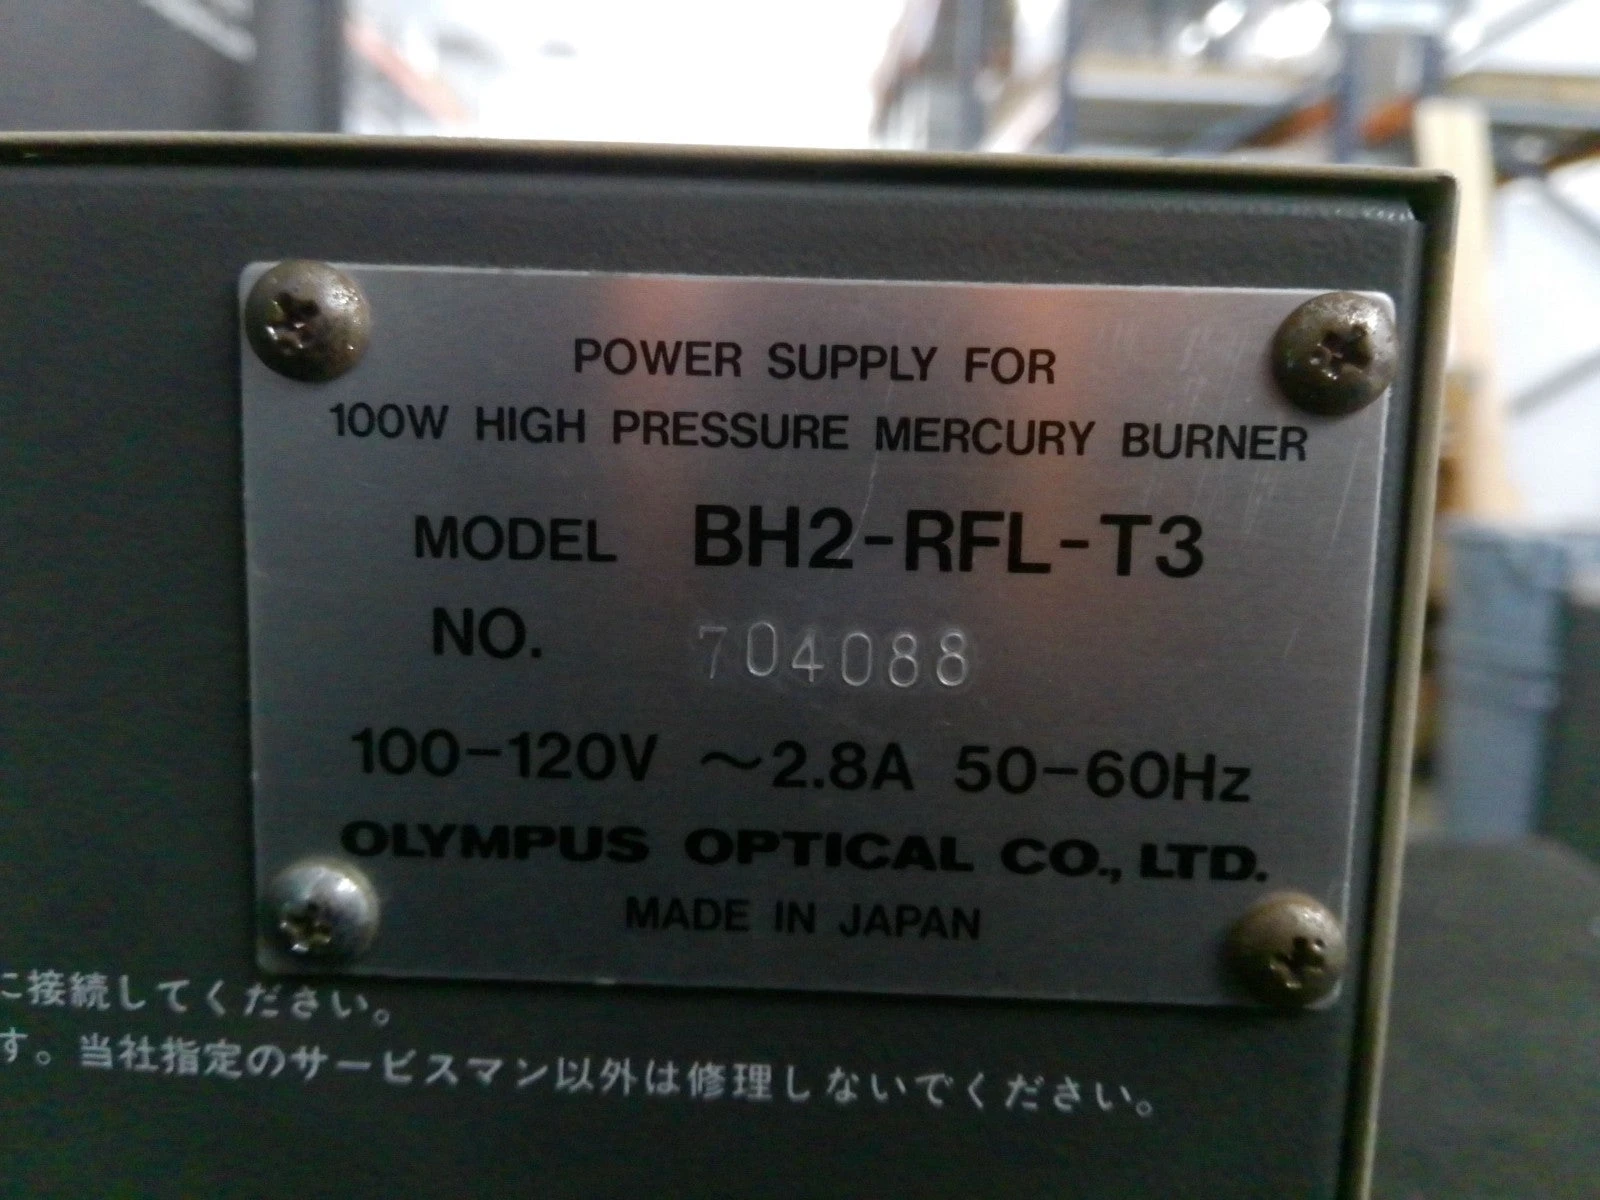 POWER SUPPLY FOR
100W HIGH PRESSURE MERCURY BURNER
MODEL BH2-RFL-T3
NO. 704088
100-120V ～2.8A 50-60Hz
OLYMPUS OPTICAL CO., LTD.
MADE IN JAPAN
に接続してください。
す。当社指定のサービスマン以外は修理しないでください。